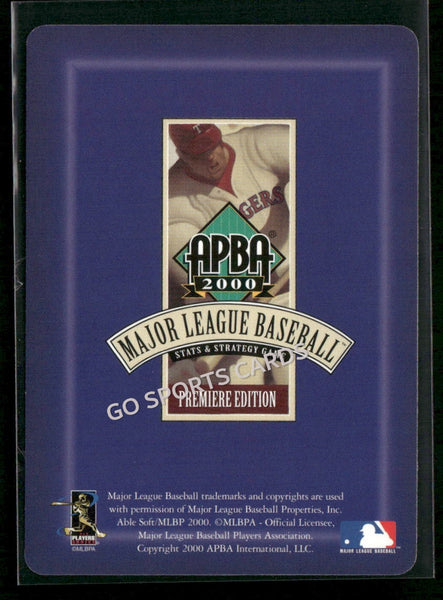 T
GERS
APBA ®
2000
MAJOR LEAGUE BASEBALL™
STATS & STRATEGY GAME
GO SPORTS CARDS
PREMIERE EDITION
Major League Baseball trademarks and copyrights are used
with permission of Major League Baseball Properties, Inc.
Able Soft/MLBP 2000. ©MLBPA - Official Licensee,
Major League Baseball Players Association.
Copyright 2000 APBA International, LLC.
PLAYERS
CHOICE
©MLBPA
MAJOR LEAGUE BASEBALL